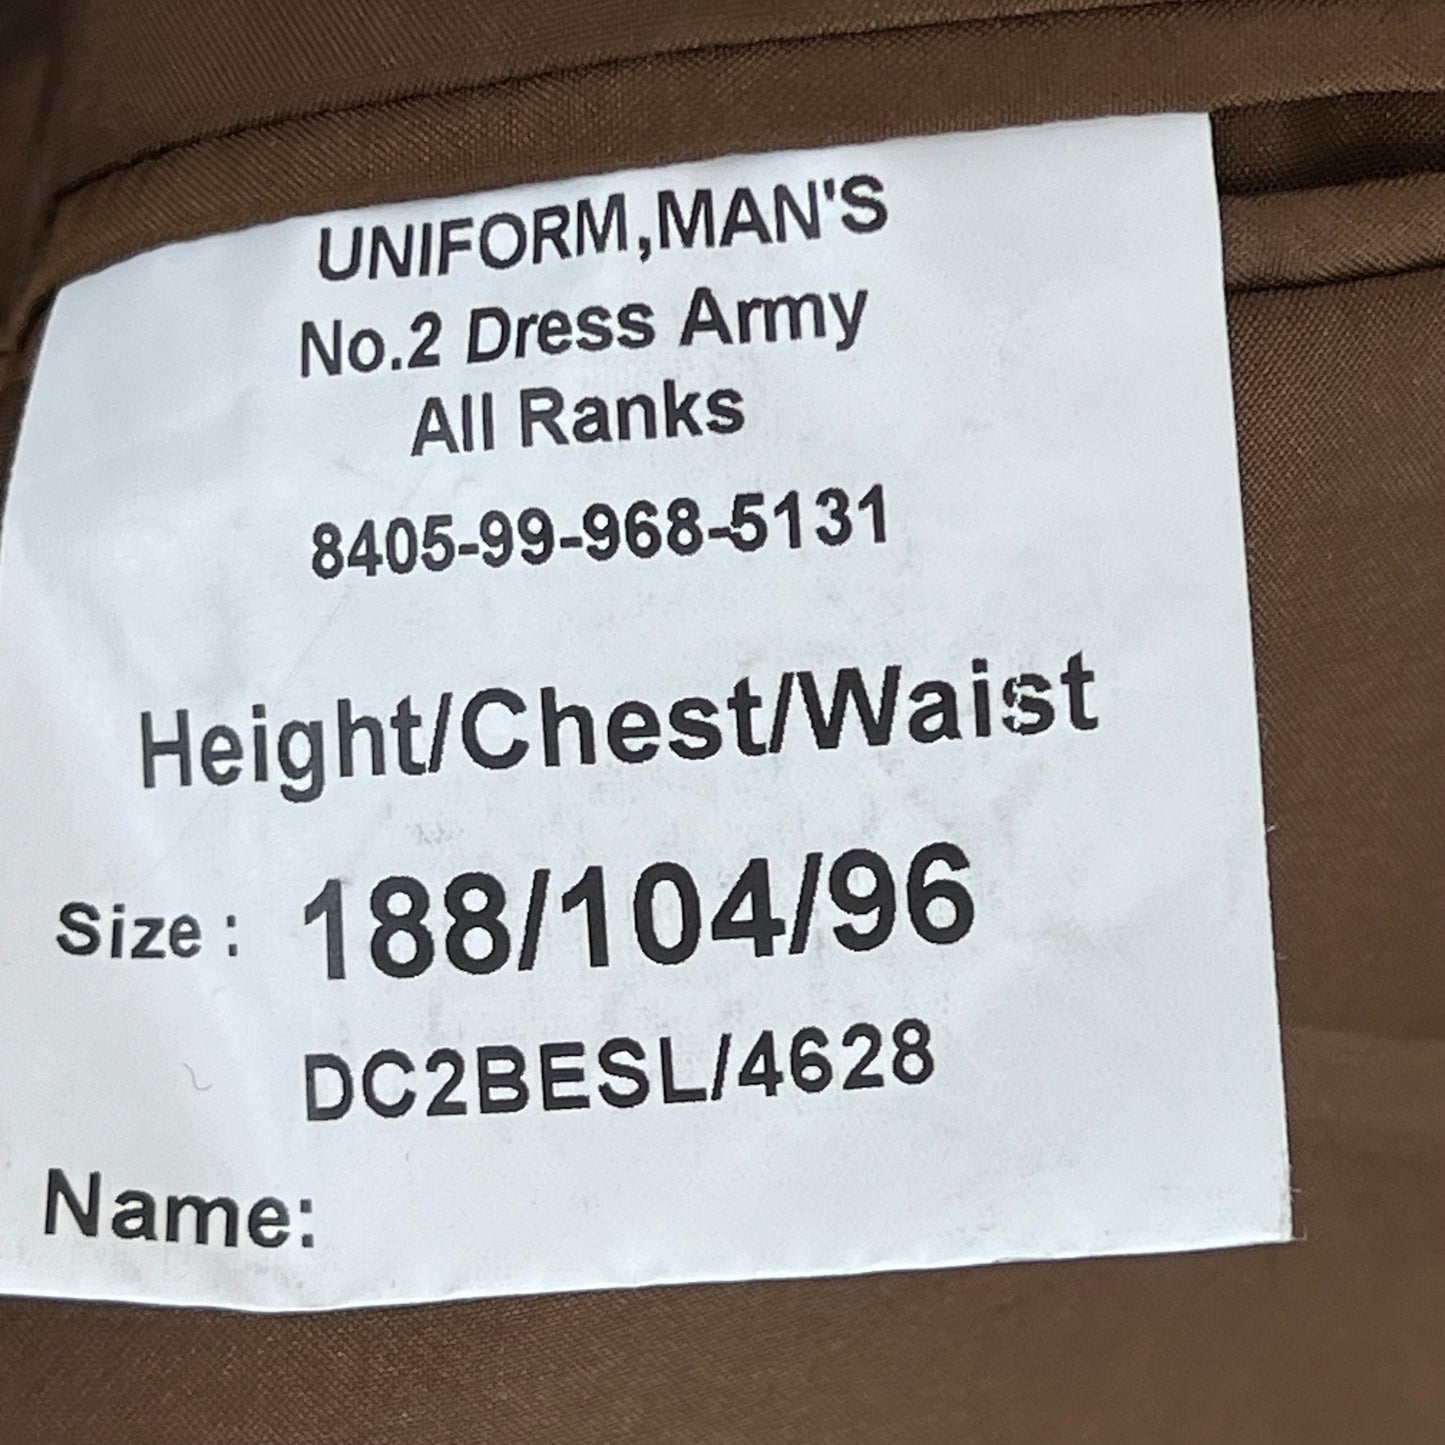 UNIFORM,MAN'S
No.2 Dress Army
All Ranks
8405-99-968-5131
Height/Chest/Waist
Size : 188/104/96
DC2BESL/4628
Name: